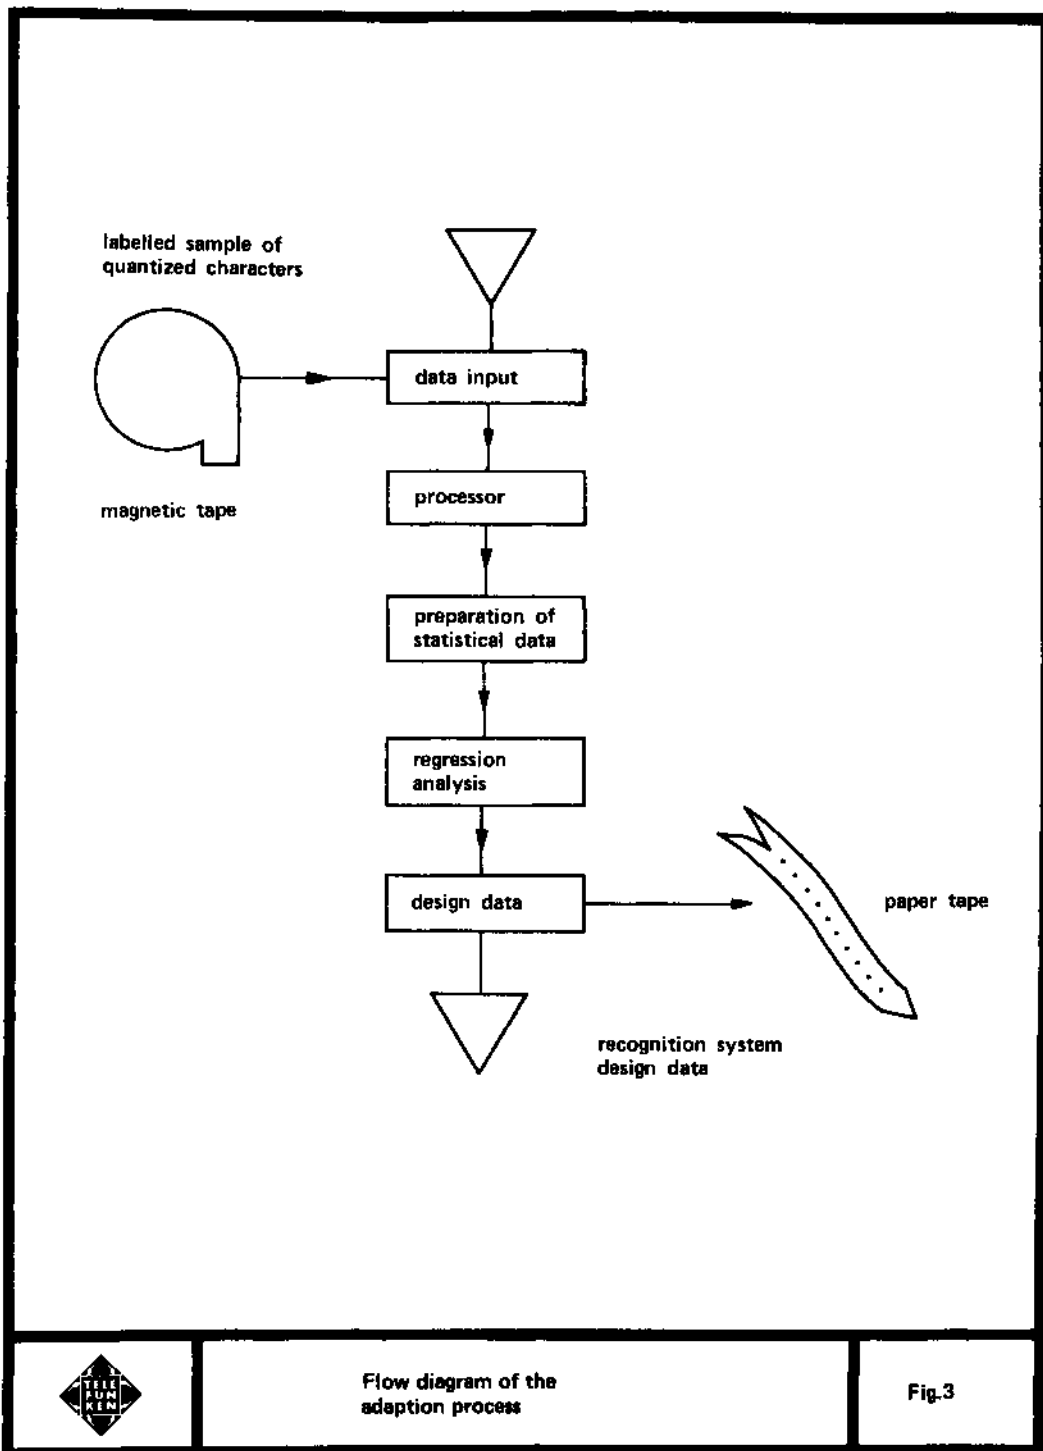 labelled sample of
quantized characters
data input
magnetic tape
processor
preparation of
statistical data
regression
analysis
design data
paper tape
recognition system
design data
TELE
FUN
KEN
Flow diagram of the
adaption process
Fig.3